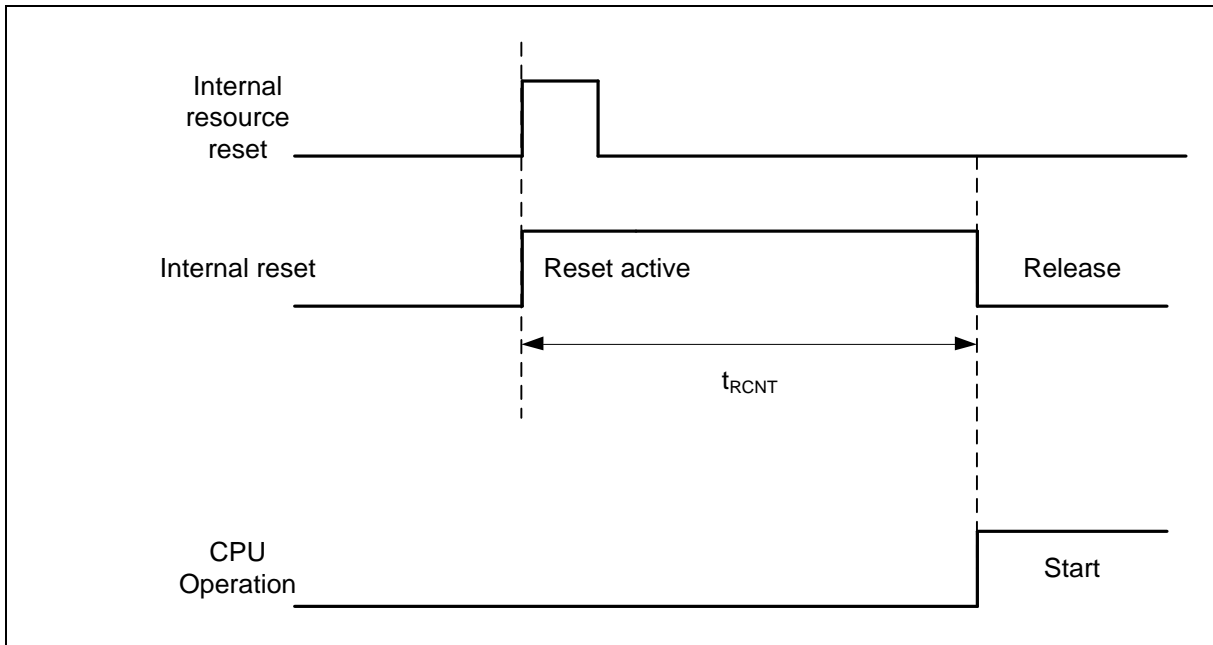 Internal
resource
reset
Internal reset
Reset active
Release
tRCNT
CPU
Operation
Start